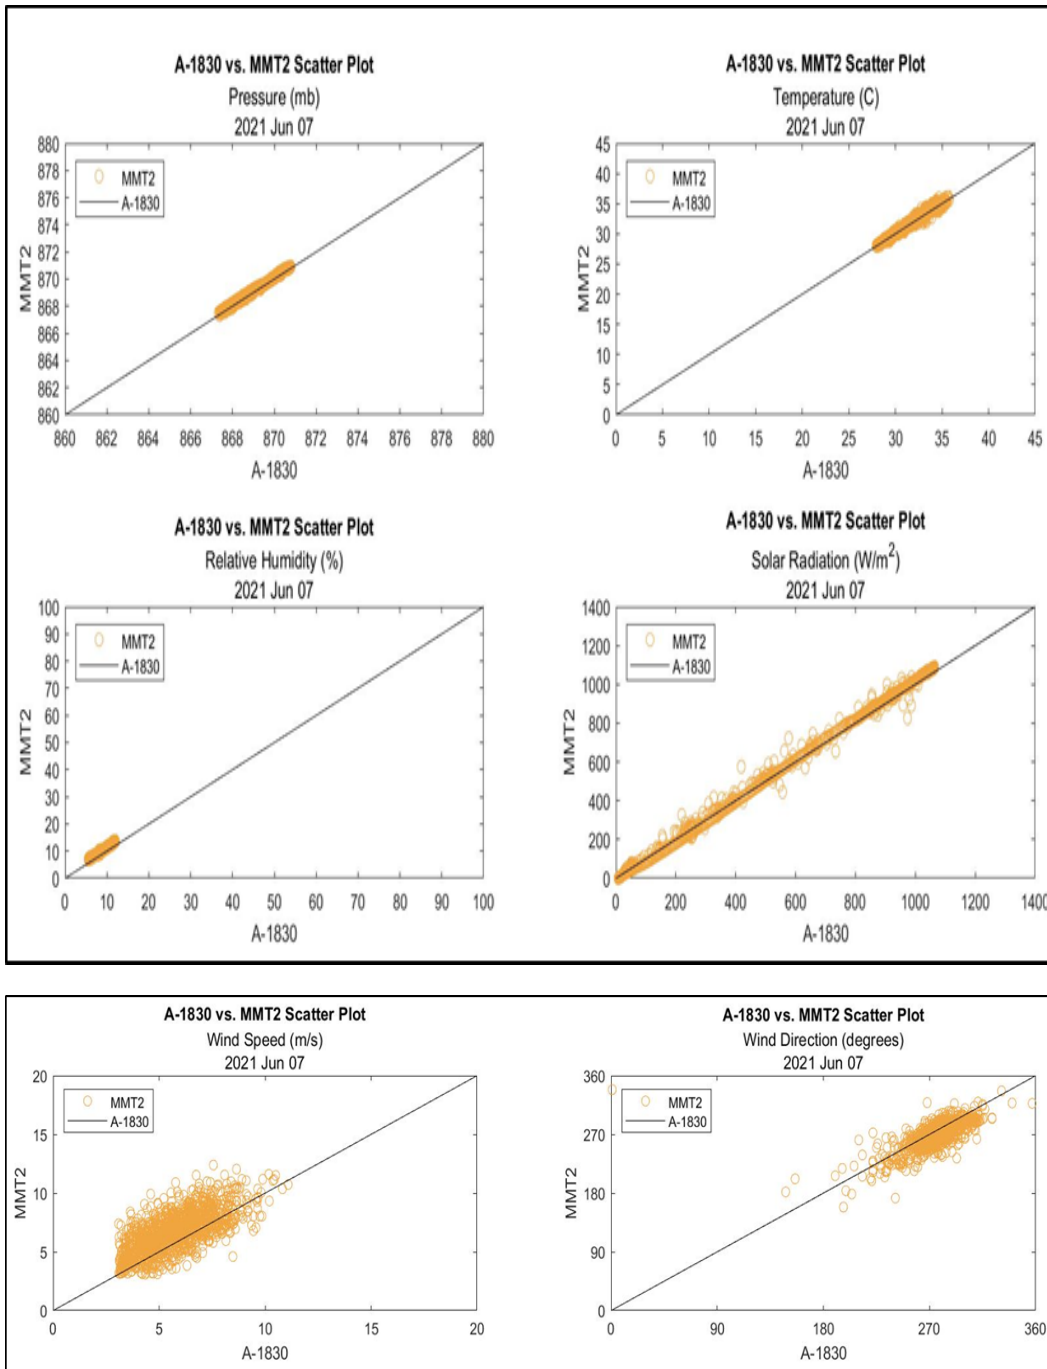 A-1830 vs. MMT2 Scatter Plot
Pressure (mb)
2021 Jun 07
880
878
876
874
872
870
868
866
864
862
860
MMT2
MMT2
A-1830
860 862 864 866 868 870 872 874 876 878 880
A-1830
A-1830 vs. MMT2 Scatter Plot
Temperature (C)
2021 Jun 07
45
40
35
30
25
20
15
10
5
0
MMT2
MMT2
A-1830
0 5 10 15 20 25 30 35 40 45
A-1830
A-1830 vs. MMT2 Scatter Plot
Relative Humidity (%)
2021 Jun 07
100
90
80
70
60
50
40
30
20
10
0
MMT2
MMT2
A-1830
0 10 20 30 40 50 60 70 80 90 100
A-1830
A-1830 vs. MMT2 Scatter Plot
Solar Radiation (W/m²)
2021 Jun 07
1400
1200
1000
800
600
400
200
0
MMT2
MMT2
A-1830
0 200 400 600 800 1000 1200 1400
A-1830
A-1830 vs. MMT2 Scatter Plot
Wind Speed (m/s)
2021 Jun 07
20
15
10
5
0
MMT2
MMT2
A-1830
0 5 10 15 20
A-1830
A-1830 vs. MMT2 Scatter Plot
Wind Direction (degrees)
2021 Jun 07
360
270
180
90
0
MMT2
MMT2
A-1830
0 90 180 270 360
A-1830